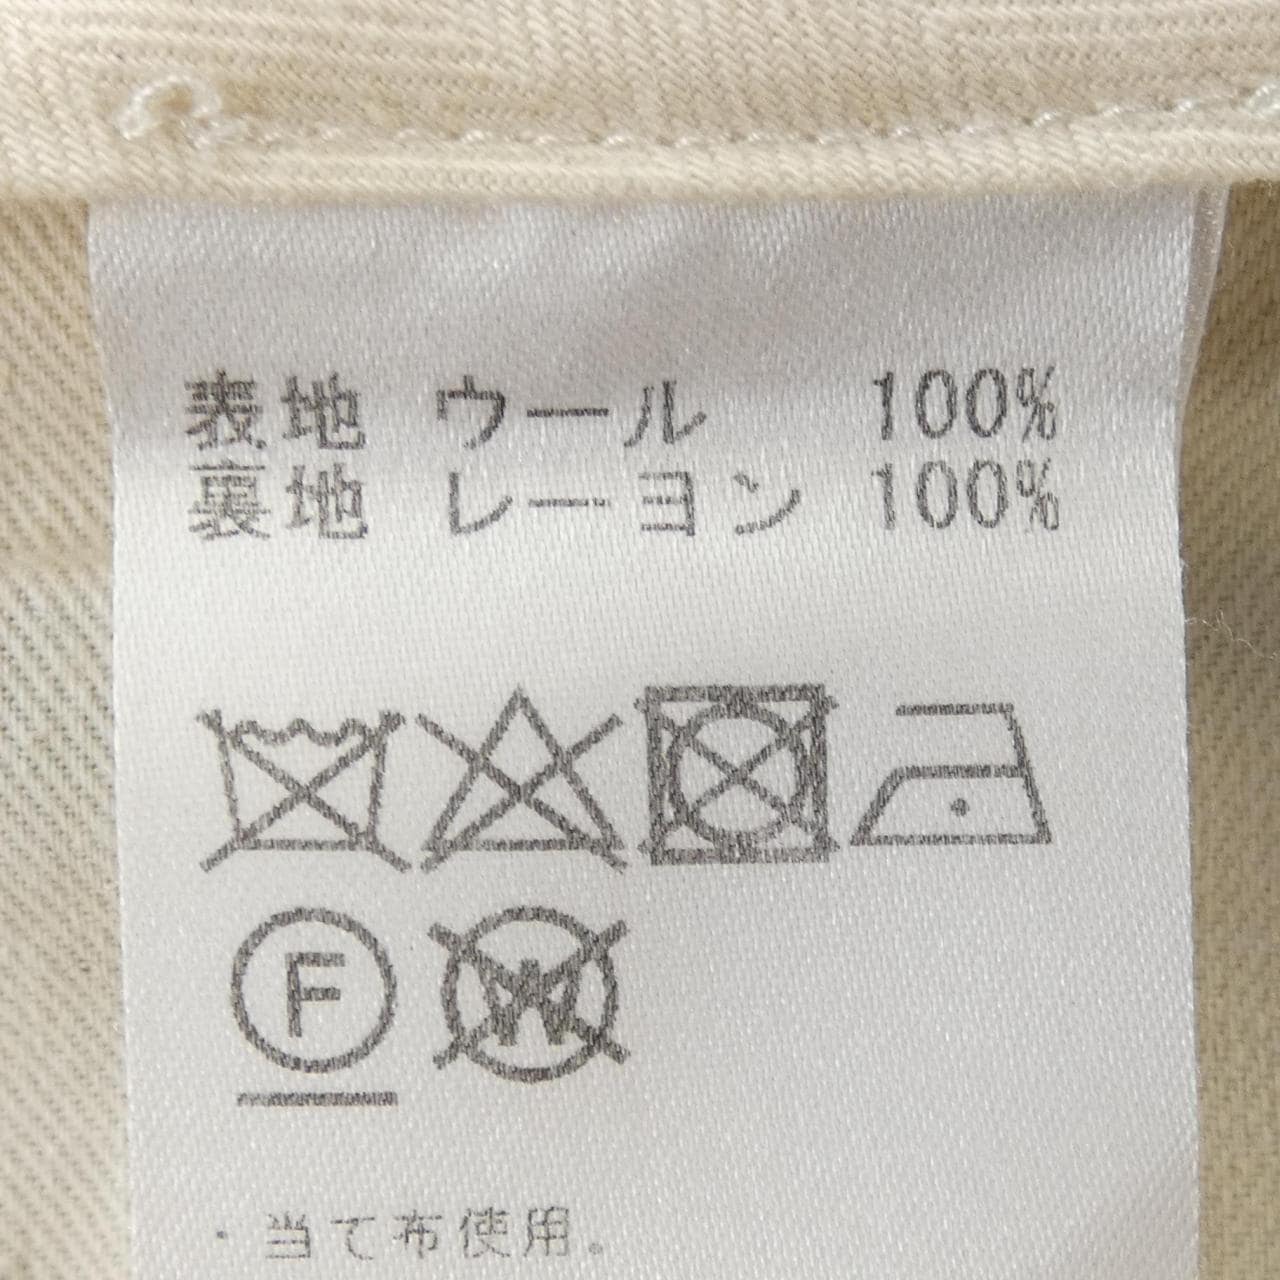 表地 ウール 100%
裏地 レーヨン 100%
F W
・当て布使用。